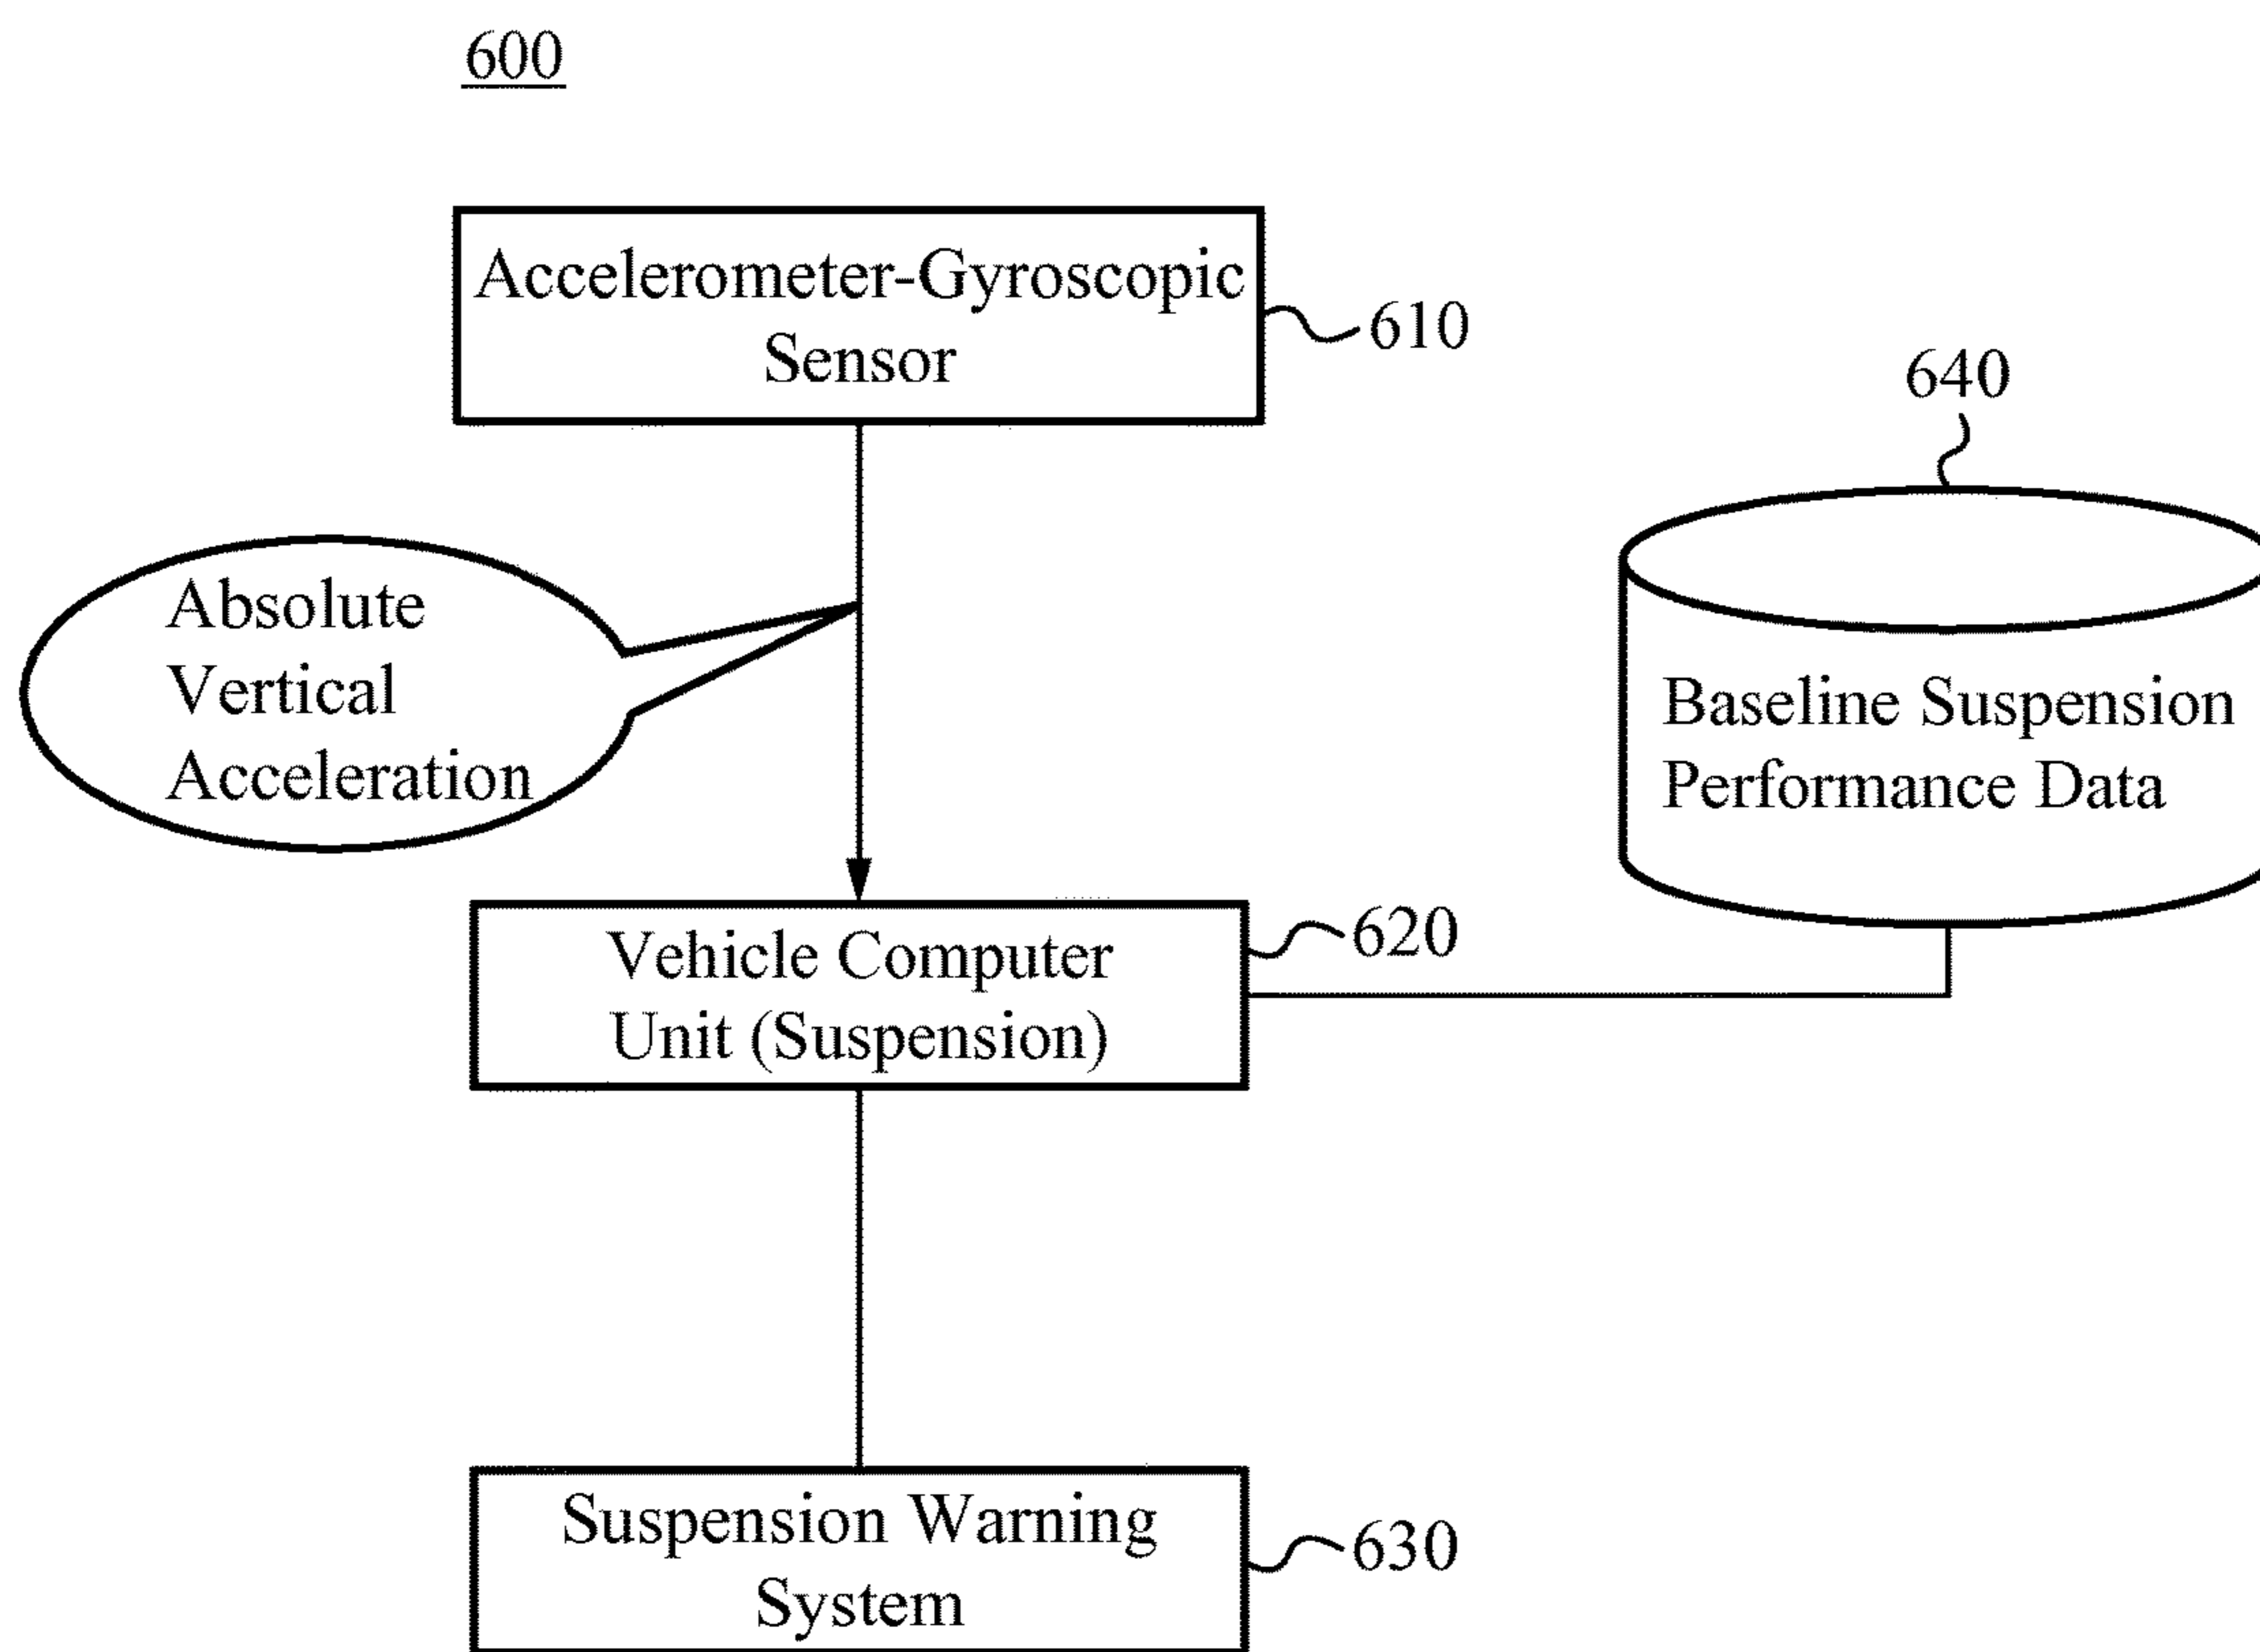 600
Accelerometer-Gyroscopic
Sensor
610
640
Absolute
Vertical
Acceleration
Baseline Suspension
Performance Data
Vehicle Computer
Unit (Suspension)
620
Suspension Warning
System
630